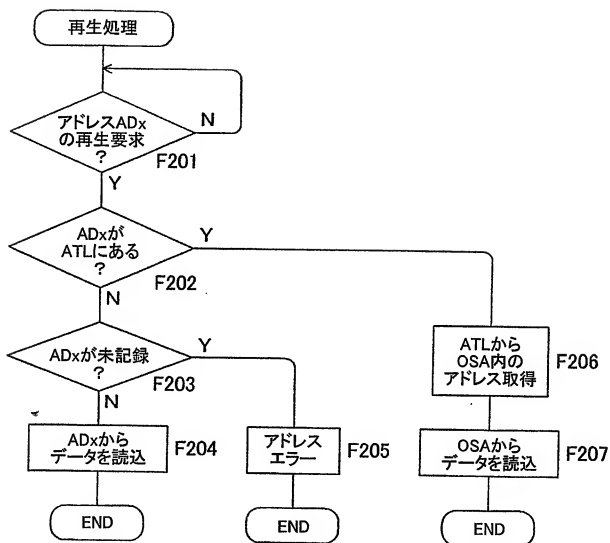 再生処理
アドレスADx
の再生要求
?
N
F201
Y
ADxが
ATLにある
?
Y
F202
N
ADxが未記録
?
Y
F203
N
ATLから
OSA内の
アドレス取得
F206
ADxから
データを読込
F204
アドレス
エラー
F205
OSAから
データを読込
F207
END
END
END